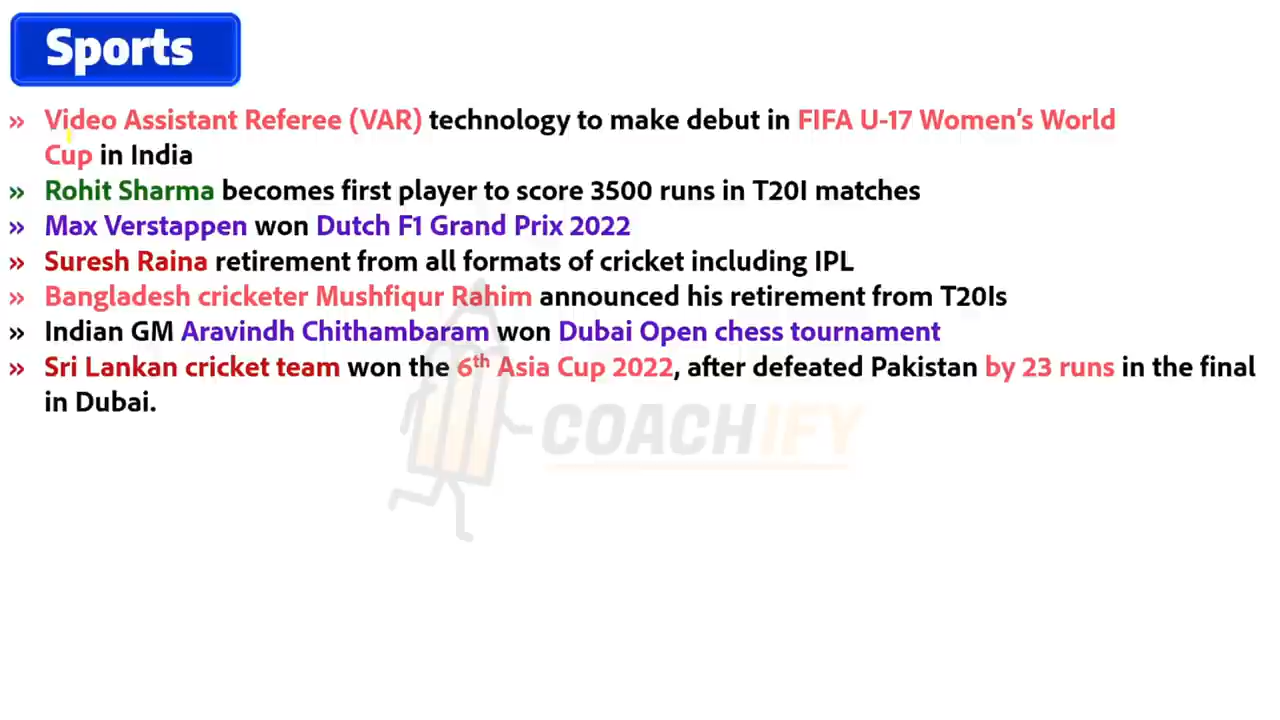 Sports
» Video Assistant Referee (VAR) technology to make debut in FIFA U-17 Women's World
Cup in India
» Rohit Sharma becomes first player to score 3500 runs in T20I matches
» Max Verstappen won Dutch F1 Grand Prix 2022
» Suresh Raina retirement from all formats of cricket including IPL
» Bangladesh cricketer Mushfiqur Rahim announced his retirement from T20Is
» Indian GM Aravindh Chithambaram won Dubai Open chess tournament
» Sri Lankan cricket team won the 6th Asia Cup 2022, after defeated Pakistan by 23 runs in the final
in Dubai.
COACHIFY